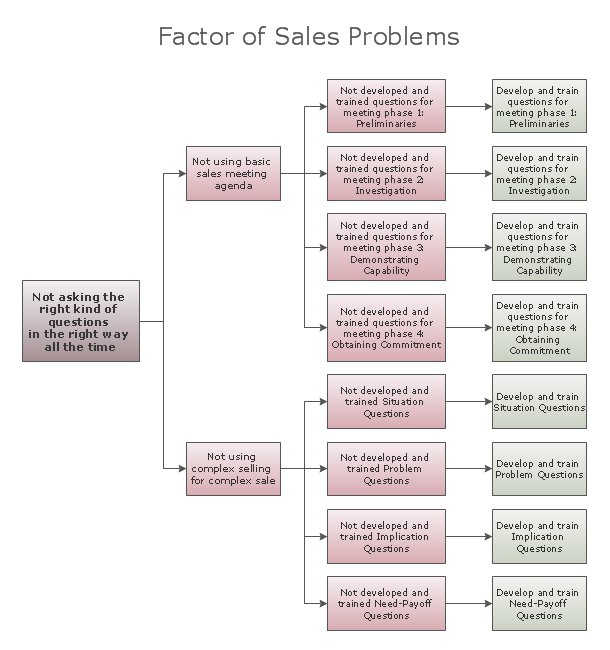 Factor of Sales Problems
Not asking the
right kind of
questions
in the right way
all the time
Not using basic
sales meeting
agenda
Not developed and
trained questions for
meeting phase 1:
Preliminaries
Develop and train
questions for
meeting phase 1:
Preliminaries
Not developed and
trained questions for
meeting phase 2:
Investigation
Develop and train
questions for
meeting phase 2:
Investigation
Not developed and
trained questions for
meeting phase 3:
Demonstrating
Capability
Develop and train
questions for
meeting phase 3:
Demonstrating
Capability
Not developed and
trained questions for
meeting phase 4:
Obtaining Commitment
Develop and train
questions for
meeting phase 4:
Obtaining
Commitment
Not using
complex selling
for complex sale
Not developed and
trained Situation
Questions
Develop and train
Situation Questions
Not developed and
trained Problem
Questions
Develop and train
Problem Questions
Not developed and
trained Implication
Questions
Develop and train
Implication
Questions
Not developed and
trained Need-Payoff
Questions
Develop and train
Need-Payoff
Questions